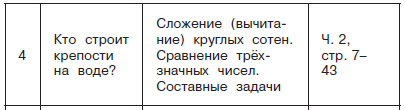 4
Кто строит
крепости
на воде?
Сложение (вычита-
ние) круглых сотен.
Сравнение трёх-
значных чисел.
Составные задачи
Ч. 2,
стр. 7–
43